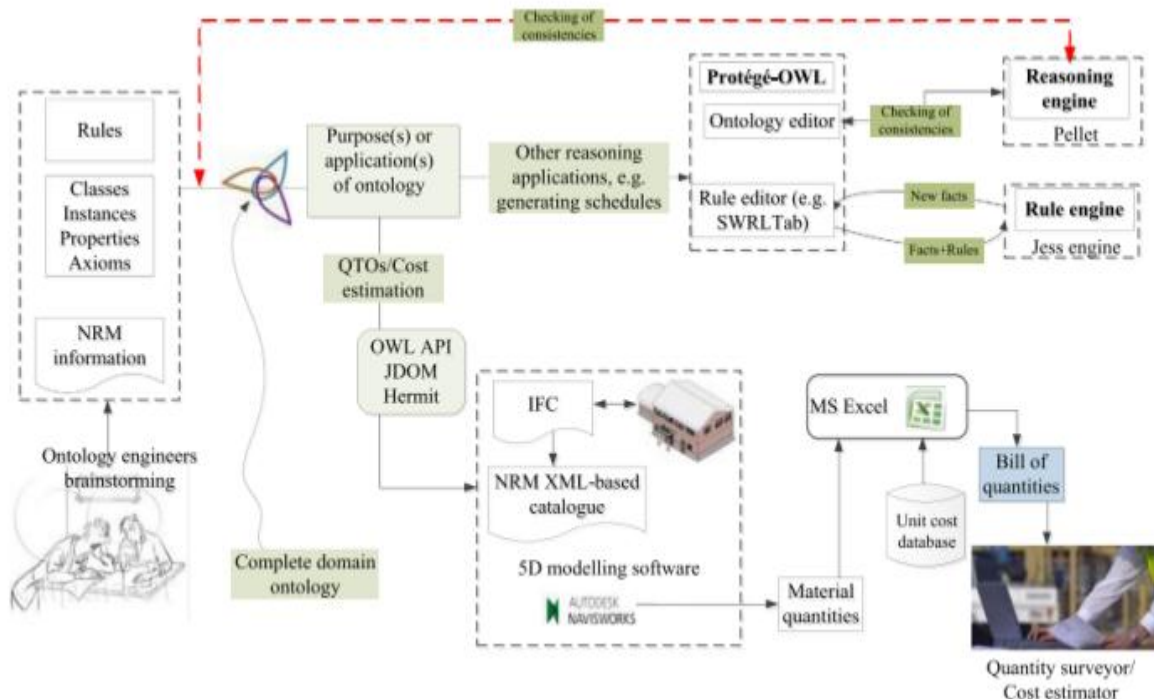 Checking of
consistencies
Rules
Classes
Instances
Properties
Axioms
NRM
information
Ontology engineers
brainstorming
Purpose(s) or
application(s)
of ontology
Other reasoning
applications, e.g.
generating schedules
Protégé-OWL
Ontology editor
Rule editor (e.g.
SWRLTab)
Checking of
consistencies
Reasoning
engine
Pellet
New facts
Facts+Rules
Rule engine
Jess engine
QTOs/Cost
estimation
OWL API
JDOM
Hermit
Complete domain
ontology
IFC
NRM XML-based
catalogue
5D modelling software
AUTODESK
NAVISWORKS
Material
quantities
MS Excel
Unit cost
database
Bill of
quantities
Quantity surveyor/
Cost estimator